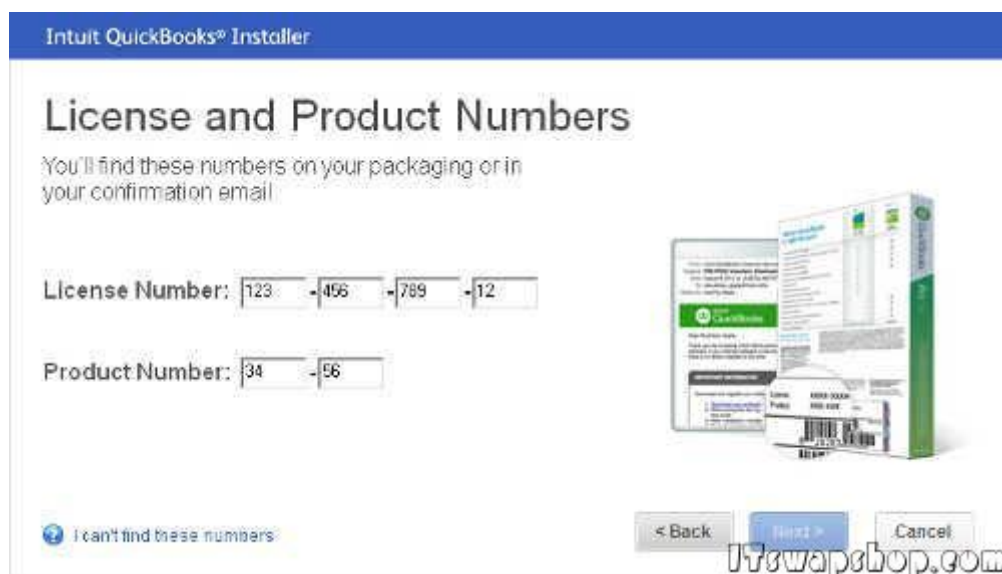 Intuit QuickBooks® Installer
License and Product Numbers
You'll find these numbers on your packaging or in
your confirmation email
License Number: 123 - 456 - 789 - 12
Product Number: 34 - 56
QuickBooks
I can't find these numbers
< Back Next > Cancel
ITswapshop.com